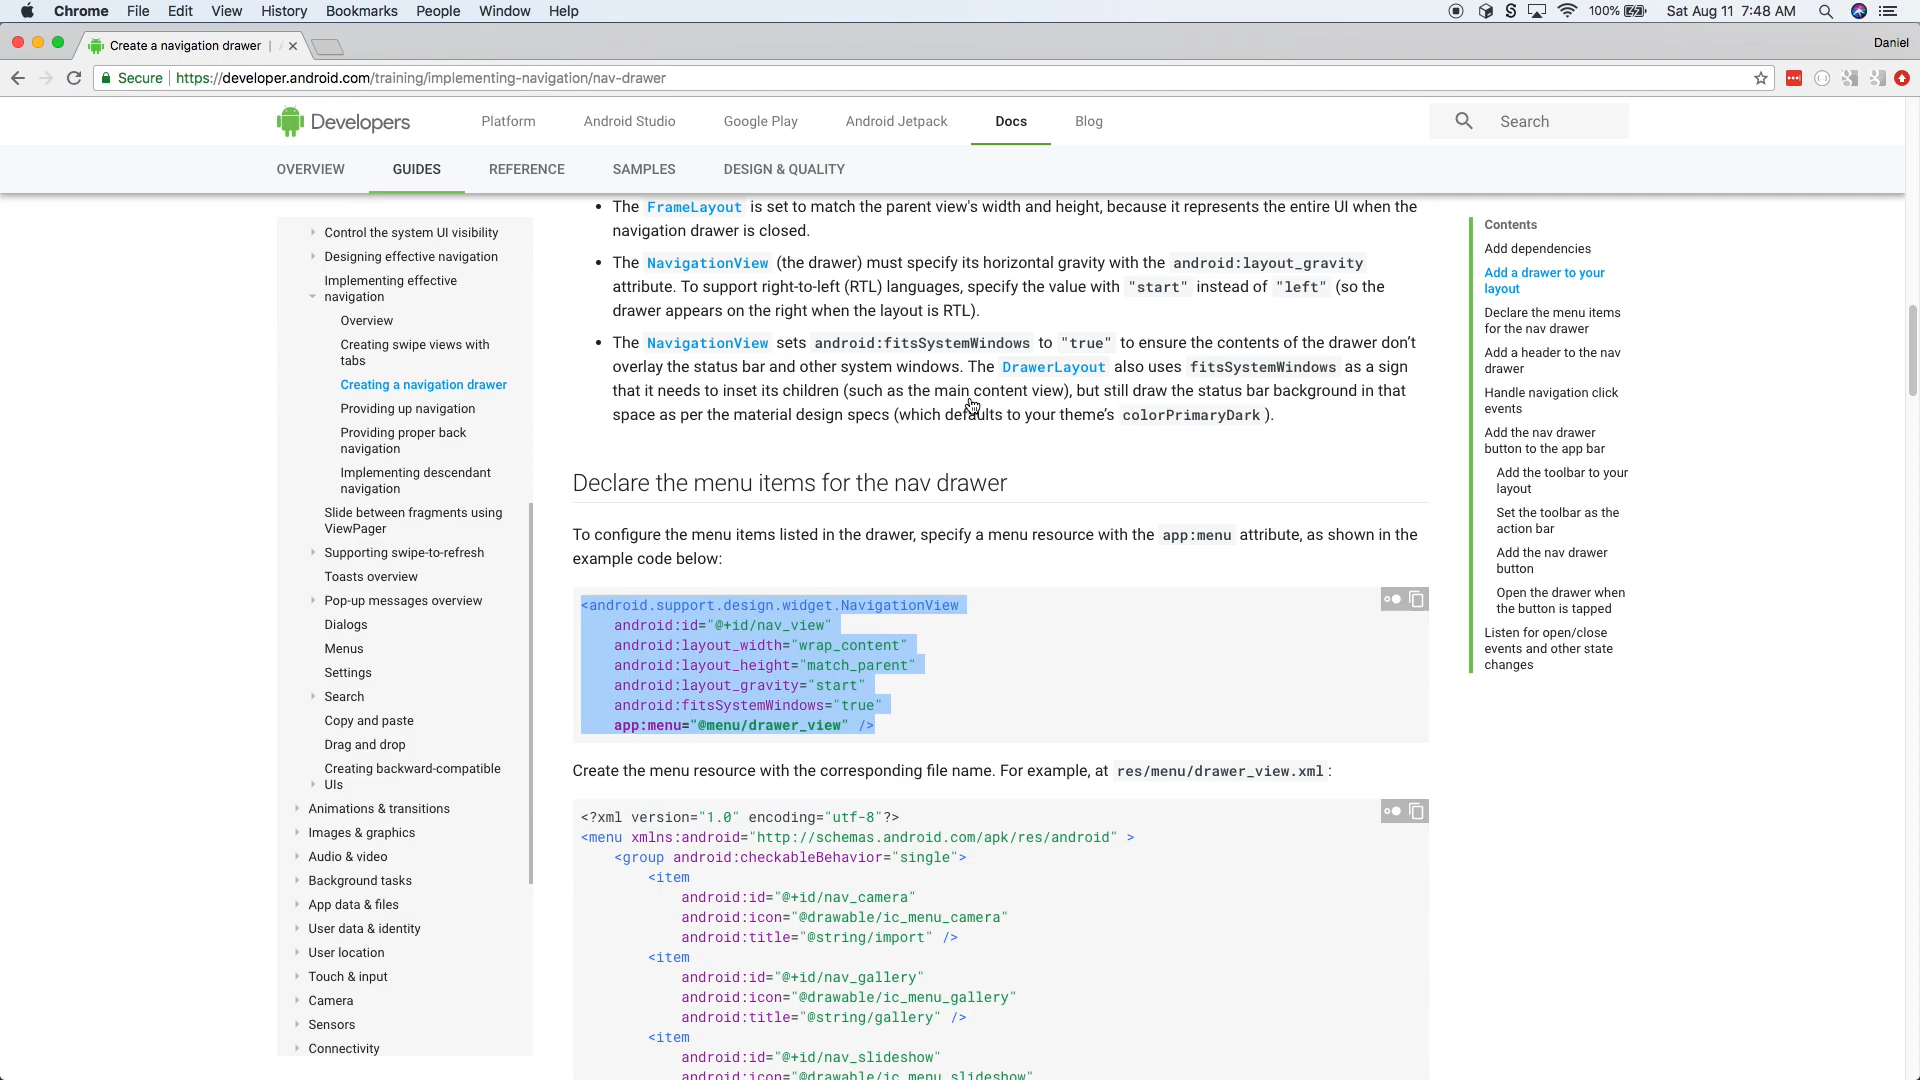 Chrome File Edit View History Bookmarks People Window Help 100% Sat Aug 11 7:48 AM
Create a navigation drawer |
Daniel
Secure | https://developer.android.com/training/implementing-navigation/nav-drawer
Developers Platform Android Studio Google Play Android Jetpack Docs Blog Search
OVERVIEW GUIDES REFERENCE SAMPLES DESIGN & QUALITY
Control the system UI visibility
Designing effective navigation
Implementing effective
navigation
Overview
Creating swipe views with
tabs
Creating a navigation drawer
Providing up navigation
Providing proper back
navigation
Implementing descendant
navigation
Slide between fragments using
ViewPager
Supporting swipe-to-refresh
Toasts overview
Pop-up messages overview
Dialogs
Menus
Settings
Search
Copy and paste
Drag and drop
Creating backward-compatible
UIs
Animations & transitions
Images & graphics
Audio & video
Background tasks
App data & files
User data & identity
User location
Touch & input
Camera
Sensors
Connectivity
• The FrameLayout is set to match the parent view's width and height, because it represents the entire UI when the
navigation drawer is closed.
• The NavigationView (the drawer) must specify its horizontal gravity with the android:layout_gravity
attribute. To support right-to-left (RTL) languages, specify the value with "start" instead of "left" (so the
drawer appears on the right when the layout is RTL).
• The NavigationView sets android:fitsSystemWindows to "true" to ensure the contents of the drawer don't
overlay the status bar and other system windows. The DrawerLayout also uses fitsSystemWindows as a sign
that it needs to inset its children (such as the main content view), but still draw the status bar background in that
space as per the material design specs (which defaults to your theme's colorPrimaryDark ).
Declare the menu items for the nav drawer
To configure the menu items listed in the drawer, specify a menu resource with the app:menu attribute, as shown in the
example code below:
<android.support.design.widget.NavigationView
android:id="@+id/nav_view"
android:layout_width="wrap_content"
android:layout_height="match_parent"
android:layout_gravity="start"
android:fitsSystemWindows="true"
app:menu="@menu/drawer_view" />
Create the menu resource with the corresponding file name. For example, at res/menu/drawer_view.xml :
<?xml version="1.0" encoding="utf-8"?>
<menu xmlns:android="http://schemas.android.com/apk/res/android" >
<group android:checkableBehavior="single">
<item
android:id="@+id/nav_camera"
android:icon="@drawable/ic_menu_camera"
android:title="@string/import" />
<item
android:id="@+id/nav_gallery"
android:icon="@drawable/ic_menu_gallery"
android:title="@string/gallery" />
<item
android:id="@+id/nav_slideshow"
android:icon="@drawable/ic_menu_slideshow"
Contents
Add dependencies
Add a drawer to your
layout
Declare the menu items
for the nav drawer
Add a header to the nav
drawer
Handle navigation click
events
Add the nav drawer
button to the app bar
Add the toolbar to your
layout
Set the toolbar as the
action bar
Add the nav drawer
button
Open the drawer when
the button is tapped
Listen for open/close
events and other state
changes